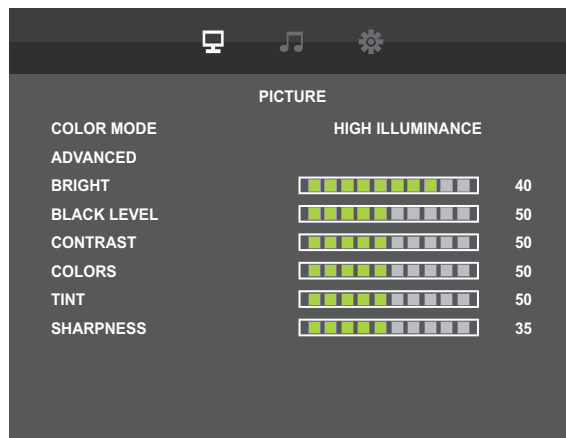 PICTURE
COLOR MODE HIGH ILLUMINANCE
ADVANCED
BRIGHT 40
BLACK LEVEL 50
CONTRAST 50
COLORS 50
TINT 50
SHARPNESS 35